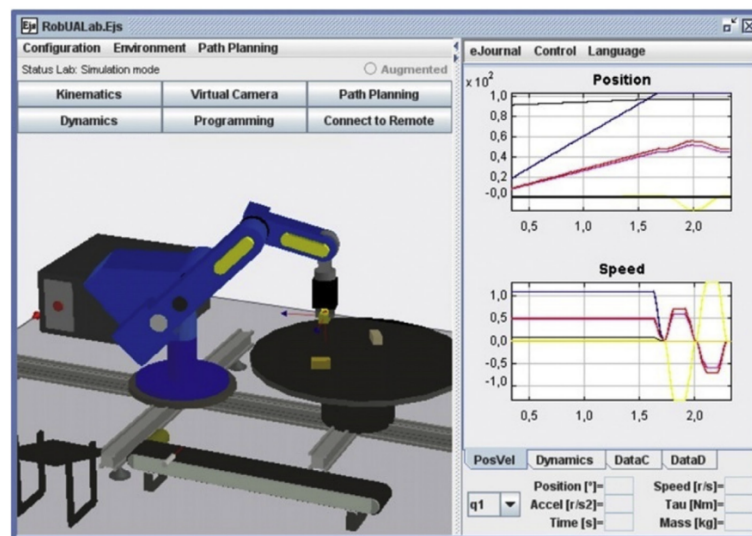 Ejs RobUALab.Ejs
Configuration Environment Path Planning
Status Lab: Simulation mode Augmented
Kinematics Virtual Camera Path Planning
Dynamics Programming Connect to Remote
eJournal Control Language
Position
x 10²
1,0
0,8
0,6
0,4
0,2
-0,0
0,5 1,0 1,5 2,0
Speed
1,0
0,5
0,0
-0,5
-1,0
0,5 1,0 1,5 2,0
PosVel Dynamics DataC DataD
Position [°]= Speed [r/s]=
q1 Accel [r/s2]= Tau [Nm]=
Time [s]= Mass [kg]=